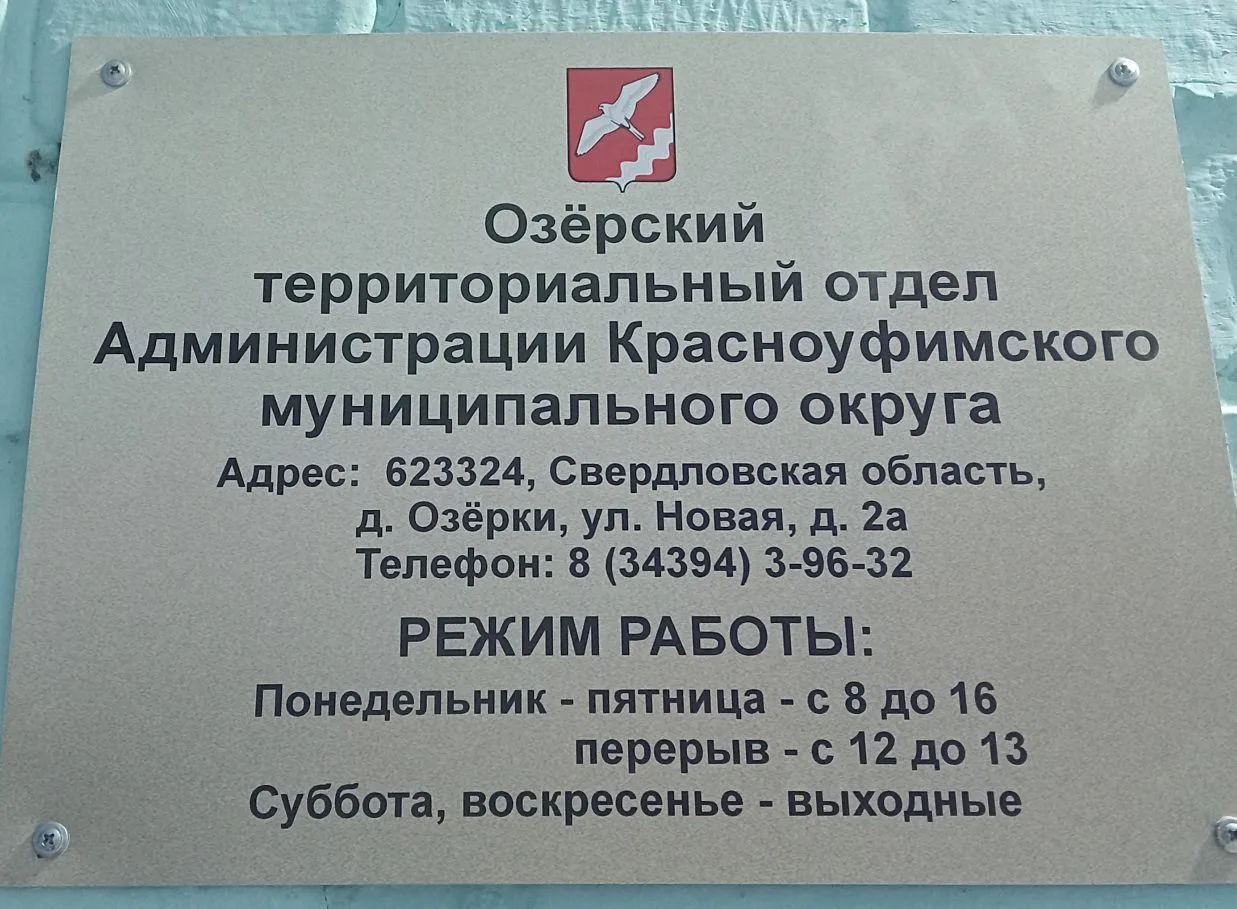 Озёрский
территориальный отдел
Администрации Красноуфимского
муниципального округа
Адрес: 623324, Свердловская область,
д. Озёрки, ул. Новая, д. 2а
Телефон: 8 (34394) 3-96-32
РЕЖИМ РАБОТЫ:
Понедельник - пятница - с 8 до 16
перерыв - с 12 до 13
Суббота, воскресенье - выходные